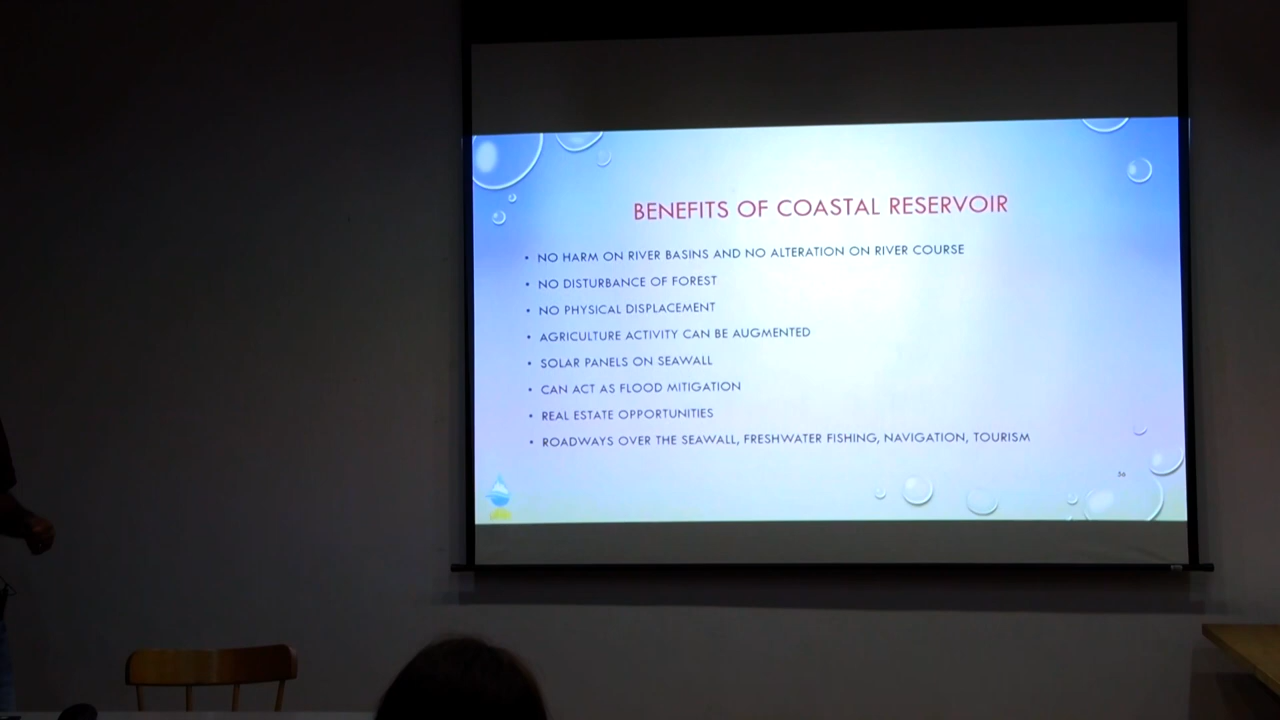 BENEFITS OF COASTAL RESERVOIR
• NO HARM ON RIVER BASINS AND NO ALTERATION ON RIVER COURSE
• NO DISTURBANCE OF FOREST
• NO PHYSICAL DISPLACEMENT
• AGRICULTURE ACTIVITY CAN BE AUGMENTED
• SOLAR PANELS ON SEAWALL
• CAN ACT AS FLOOD MITIGATION
• REAL ESTATE OPPORTUNITIES
• ROADWAYS OVER THE SEAWALL, FRESHWATER FISHING, NAVIGATION, TOURISM